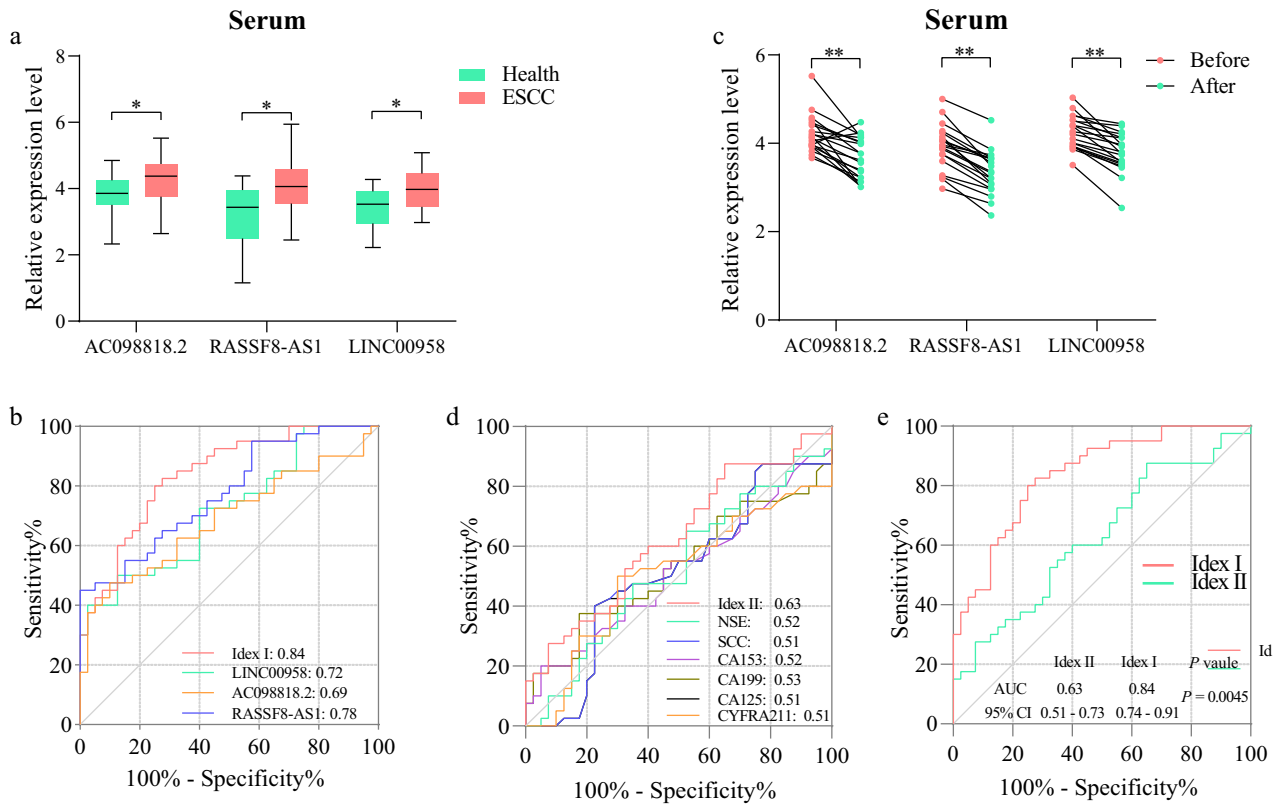 a
Serum
Relative expression level
8
6
4
2
0
*
*
*
Health
ESCC
AC098818.2
RASSF8-AS1
LINC00958
c
Serum
Relative expression level
6
4
2
0
**
**
**
Before
After
AC098818.2
RASSF8-AS1
LINC00958
b
Sensitivity%
100
80
60
40
20
0
Idex I: 0.84
LINC00958: 0.72
AC098818.2: 0.69
RASSF8-AS1: 0.78
0 20 40 60 80 100
100% - Specificity%
d
Sensitivity%
100
80
60
40
20
0
Idex II: 0.63
NSE: 0.52
SCC: 0.51
CA153: 0.52
CA199: 0.53
CA125: 0.51
CYFRA211: 0.51
0 20 40 60 80 100
100% - Specificity%
e
Sensitivity%
100
80
60
40
20
0
Idex I
Idex II
Id
Idex II Idex I P vaule
AUC 0.63 0.84 P = 0.0045
95% CI 0.51 - 0.73 0.74 - 0.91
0 20 40 60 80 100
100% - Specificity%